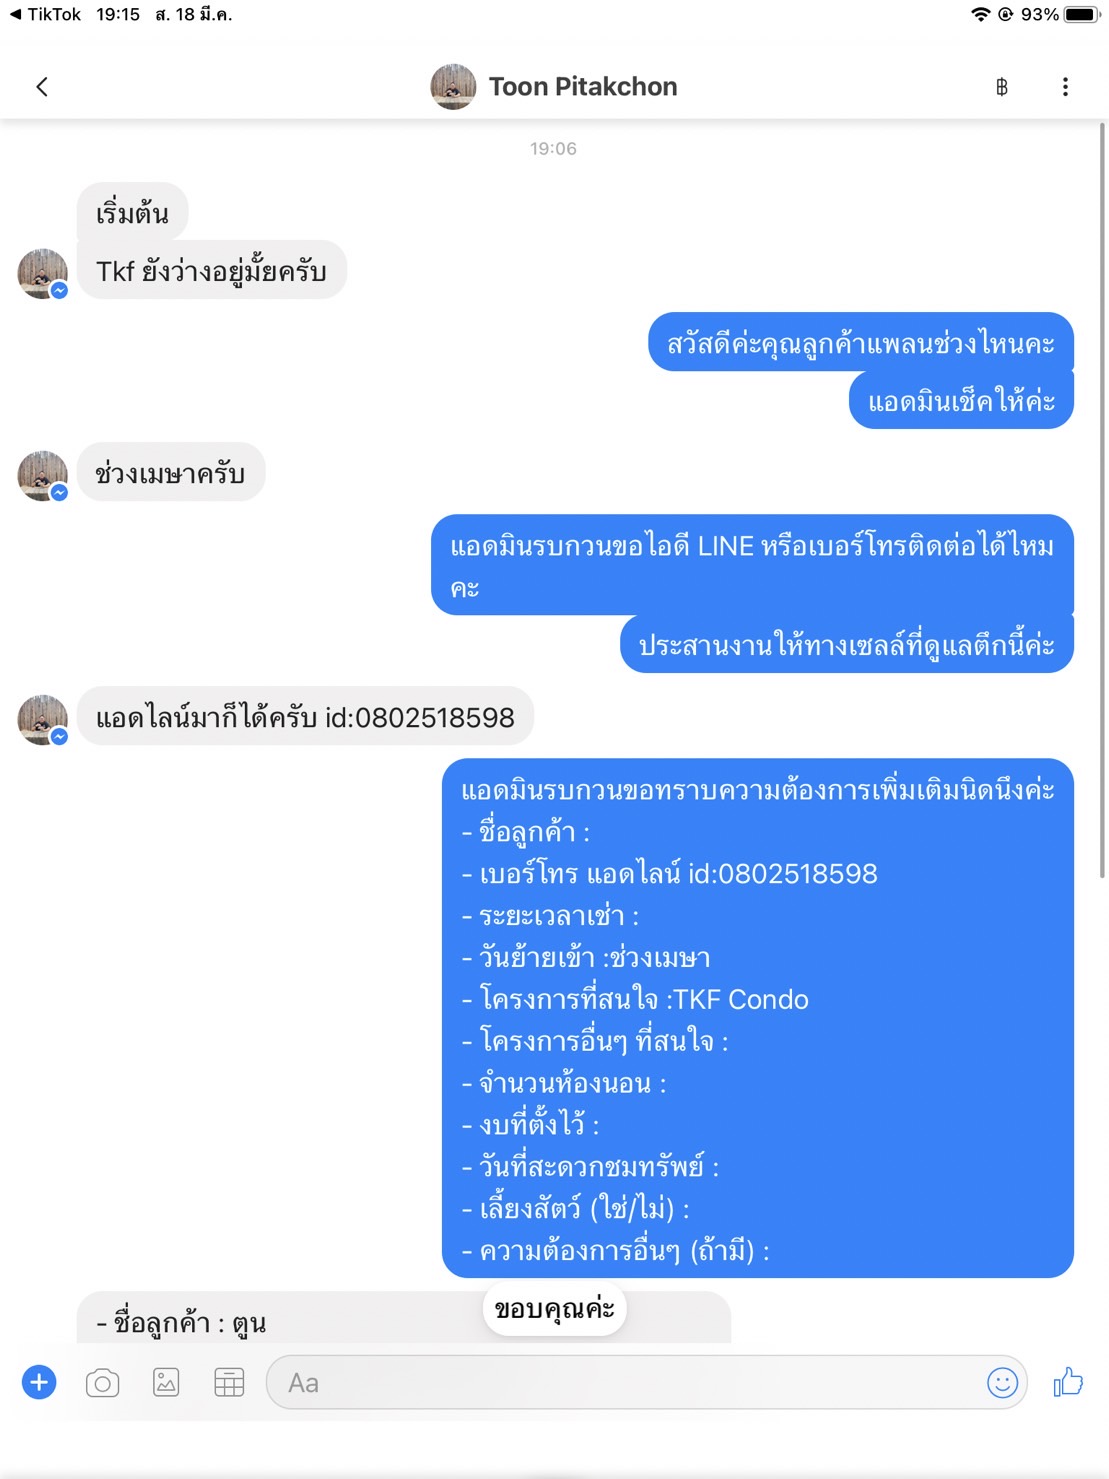 ◀ TikTok 19:15 ส. 18 มี.ค. 93%
Toon Pitakchon ฿
19:06
เริ่มต้น
Tkf ยังว่างอยู่มั้ยครับ
สวัสดีค่ะคุณลูกค้าแพลนช่วงไหนคะ
แอดมินเช็คให้ค่ะ
ช่วงเมษาครับ
แอดมินรบกวนขอไอดี LINE หรือเบอร์โทรติดต่อได้ไหม
คะ
ประสานงานให้ทางเซลล์ที่ดูแลตึกนี้ค่ะ
แอดไลน์มาก็ได้ครับ id:0802518598
แอดมินรบกวนขอทราบความต้องการเพิ่มเติมนิดนึงค่ะ
- ชื่อลูกค้า :
- เบอร์โทร แอดไลน์ id:0802518598
- ระยะเวลาเช่า :
- วันย้ายเข้า :ช่วงเมษา
- โครงการที่สนใจ :TKF Condo
- โครงการอื่นๆ ที่สนใจ :
- จำนวนห้องนอน :
- งบที่ตั้งไว้ :
- วันที่สะดวกชมทรัพย์ :
- เลี้ยงสัตว์ (ใช่/ไม่) :
- ความต้องการอื่นๆ (ถ้ามี) :
ขอบคุณค่ะ
- ชื่อลูกค้า : ตูน
Aa